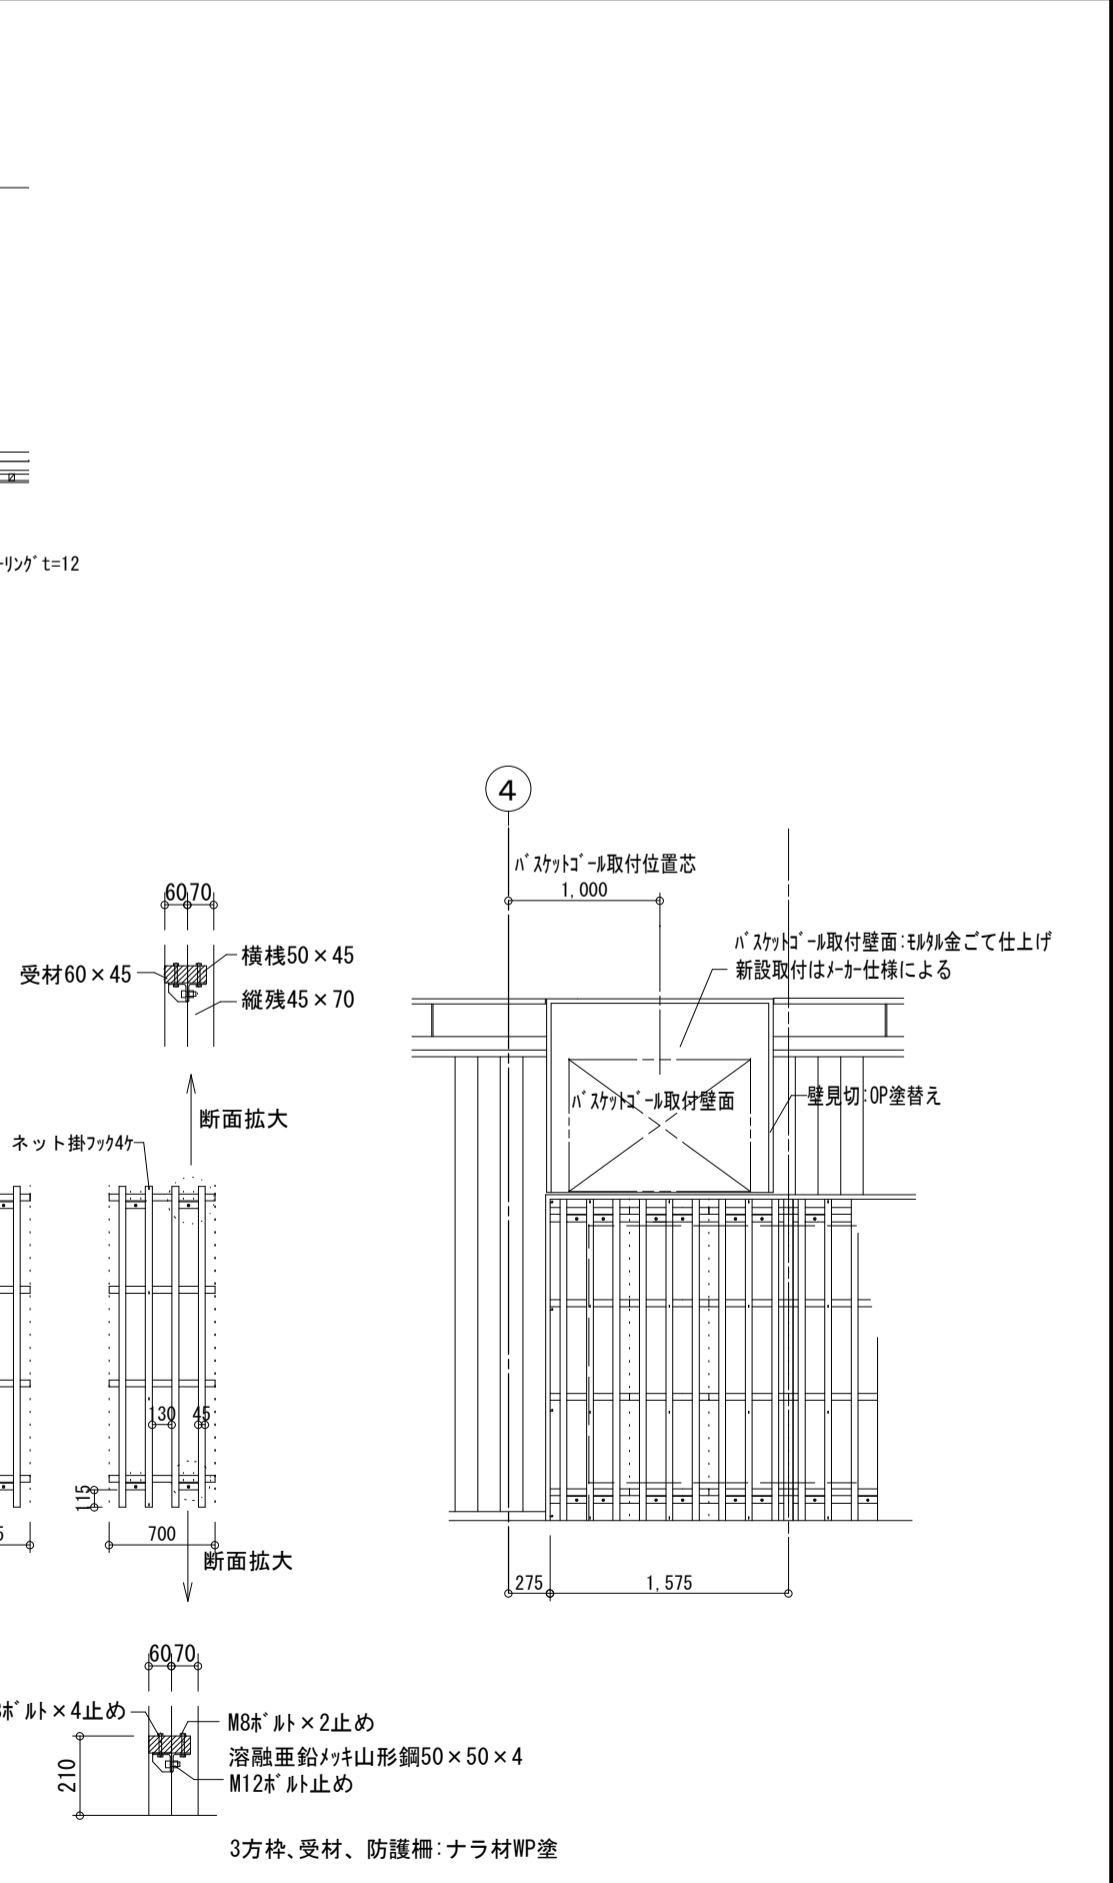 ｰﾘﾝｸﾞt=12
4
ﾊﾞｽｹｯﾄｺﾞｰﾙ取付位置芯
1,000
60 70
受材60×45
横桟50×45
縦残45×70
ﾊﾞｽｹｯﾄｺﾞｰﾙ取付壁面:ﾓﾙﾀﾙ金ごて仕上げ
新設取付はﾒｰｶｰ仕様による
ﾊﾞｽｹｯﾄｺﾞｰﾙ取付壁面
壁見切:OP塗替え
断面拡大
ネット掛ﾌｯｸ4ｹ
130
45
115
5
700
断面拡大
275
1,575
60 70
ﾎﾞﾙﾄ×4止め
M8ﾎﾞﾙﾄ×2止め
溶融亜鉛ﾒｯｷ山形鋼50×50×4
M12ﾎﾞﾙﾄ止め
210
3方枠、受材、防護柵:ナラ材WP塗